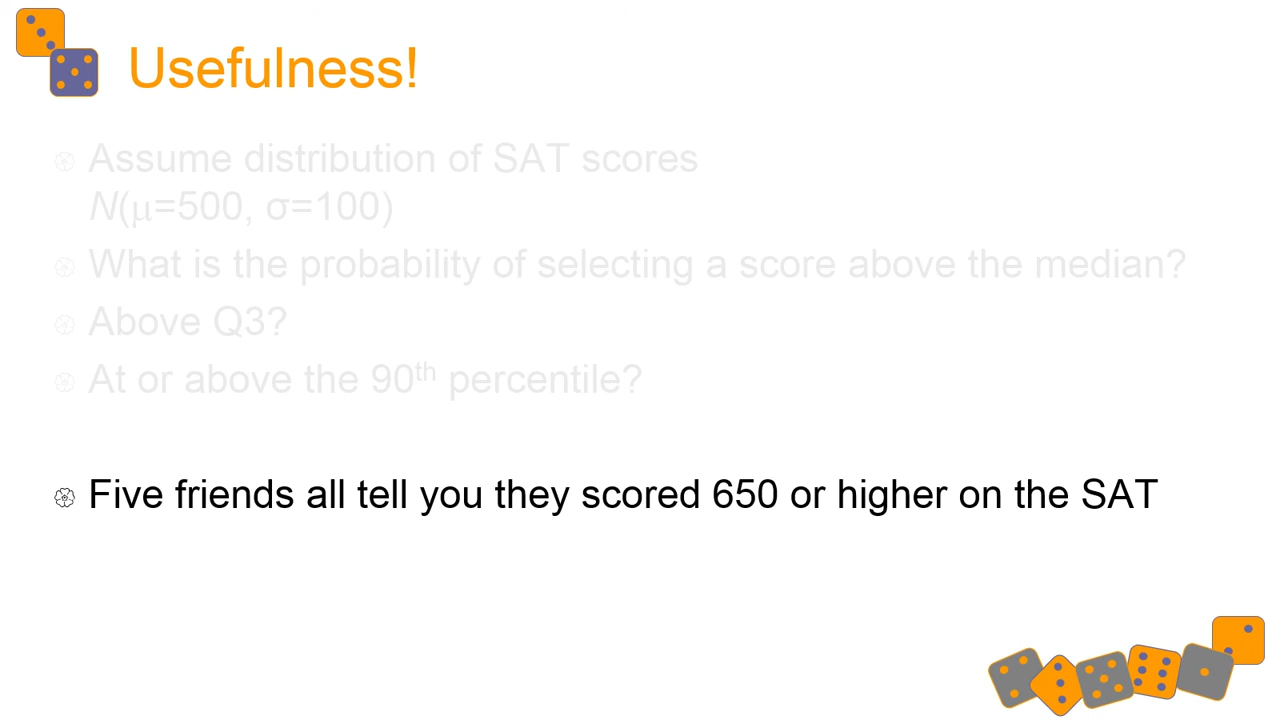 Usefulness!
Assume distribution of SAT scores
N(μ=500, σ=100)
What is the probability of selecting a score above the median?
Above Q3?
At or above the 90th percentile?
Five friends all tell you they scored 650 or higher on the SAT